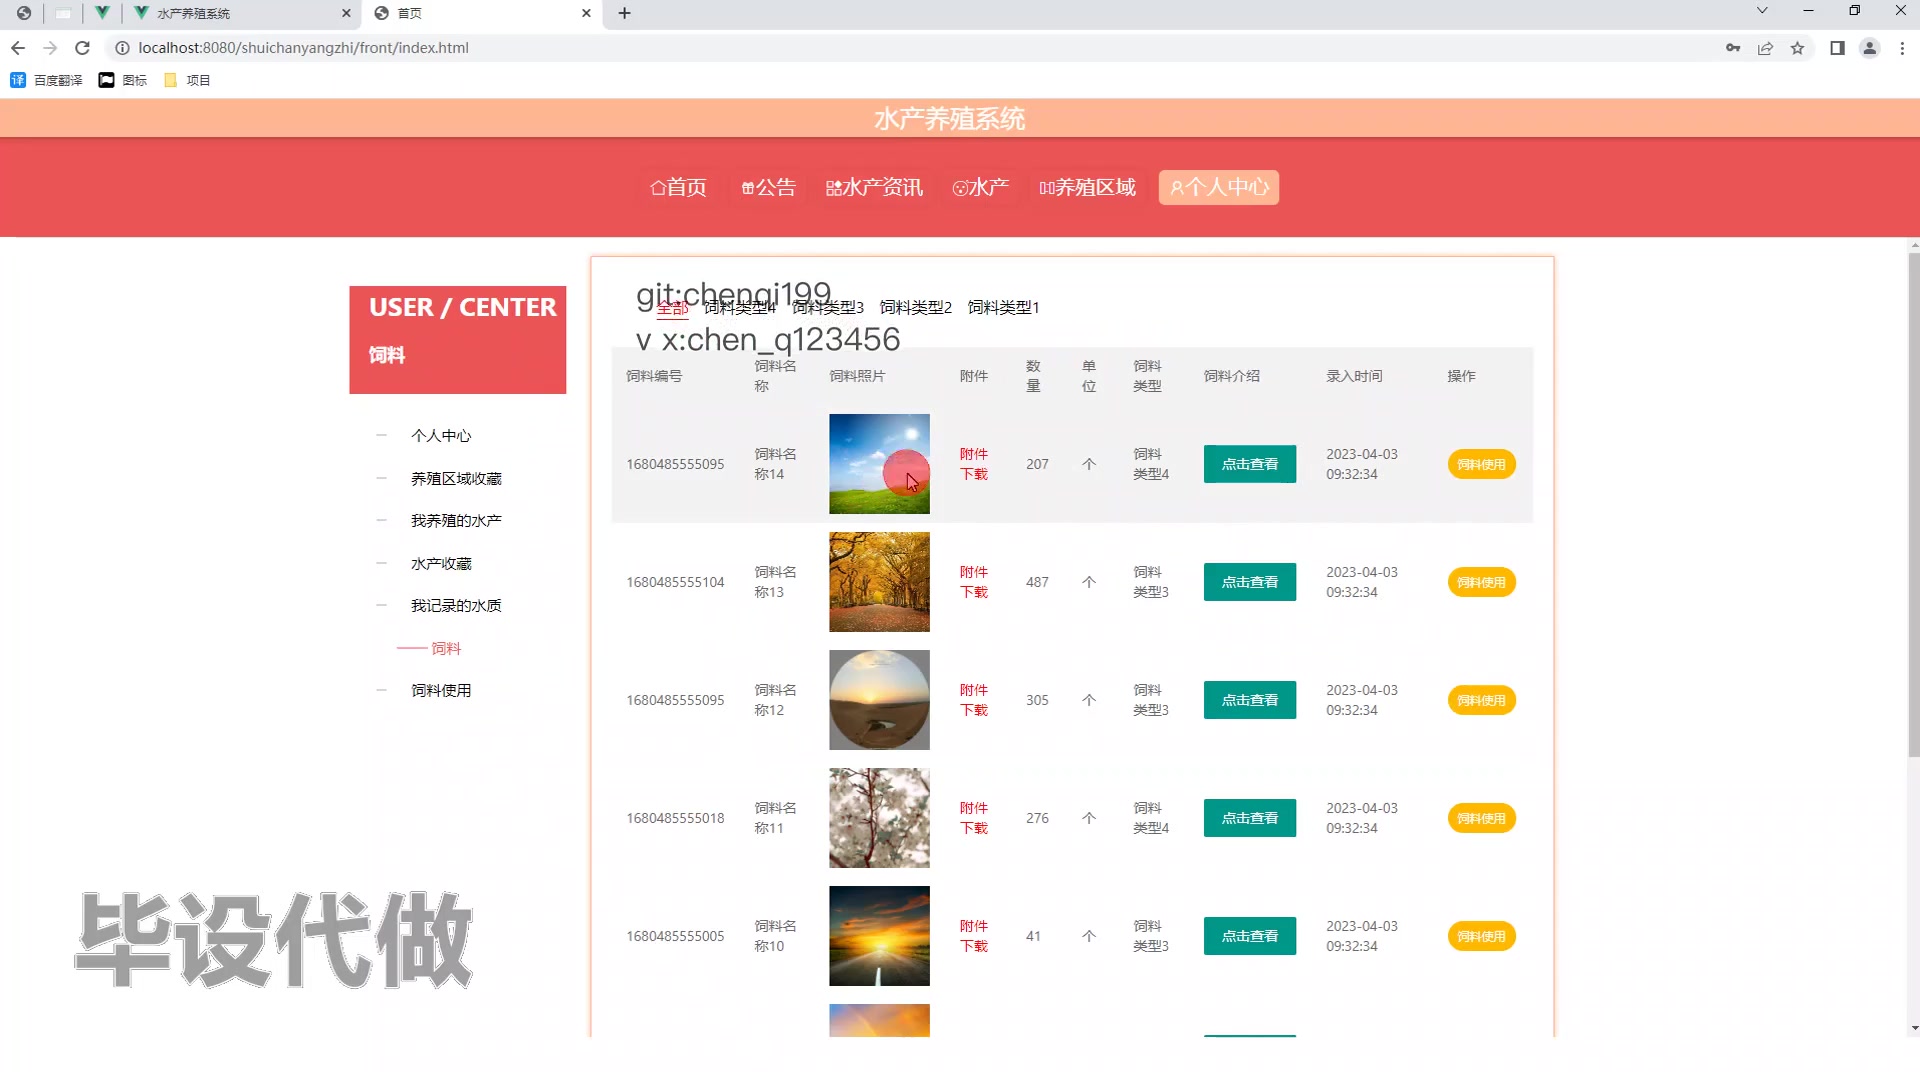 水产养殖系统
首页
localhost:8080/shuichanyangzhi/front/index.html
译 百度翻译 图标 项目
水产养殖系统
首页 公告 水产资讯 水产 养殖区域 个人中心
USER / CENTER
饲料
个人中心
养殖区域收藏
我养殖的水产
水产收藏
我记录的水质
饲料
饲料使用
git:chenqi199
全部 饲料类型4 饲料类型3 饲料类型2 饲料类型1
v x:chen_q123456
饲料编号 饲料名称 饲料照片 附件 数量 单位 饲料类型 饲料介绍 录入时间 操作
1680485555095 饲料名称14 附件下载 207 个 饲料类型4 点击查看 2023-04-03 09:32:34 饲料使用
1680485555104 饲料名称13 附件下载 487 个 饲料类型3 点击查看 2023-04-03 09:32:34 饲料使用
1680485555095 饲料名称12 附件下载 305 个 饲料类型3 点击查看 2023-04-03 09:32:34 饲料使用
1680485555018 饲料名称11 附件下载 276 个 饲料类型4 点击查看 2023-04-03 09:32:34 饲料使用
1680485555005 饲料名称10 附件下载 41 个 饲料类型3 点击查看 2023-04-03 09:32:34 饲料使用
毕设代做